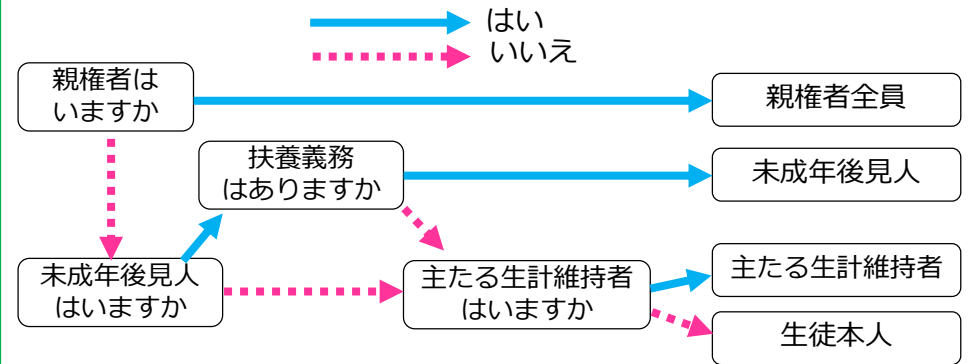 はい
いいえ
親権者は
いますか
親権者全員
扶養義務
はありますか
未成年後見人
未成年後見人
はいますか
主たる生計維持者
はいますか
主たる生計維持者
生徒本人